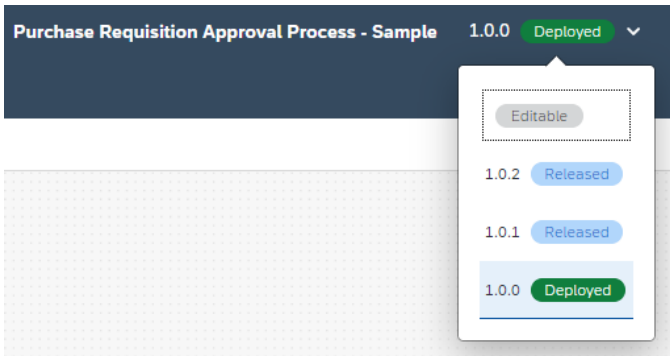 Purchase Requisition Approval Process - Sample 1.0.0 Deployed
Editable
1.0.2 Released
1.0.1 Released
1.0.0 Deployed